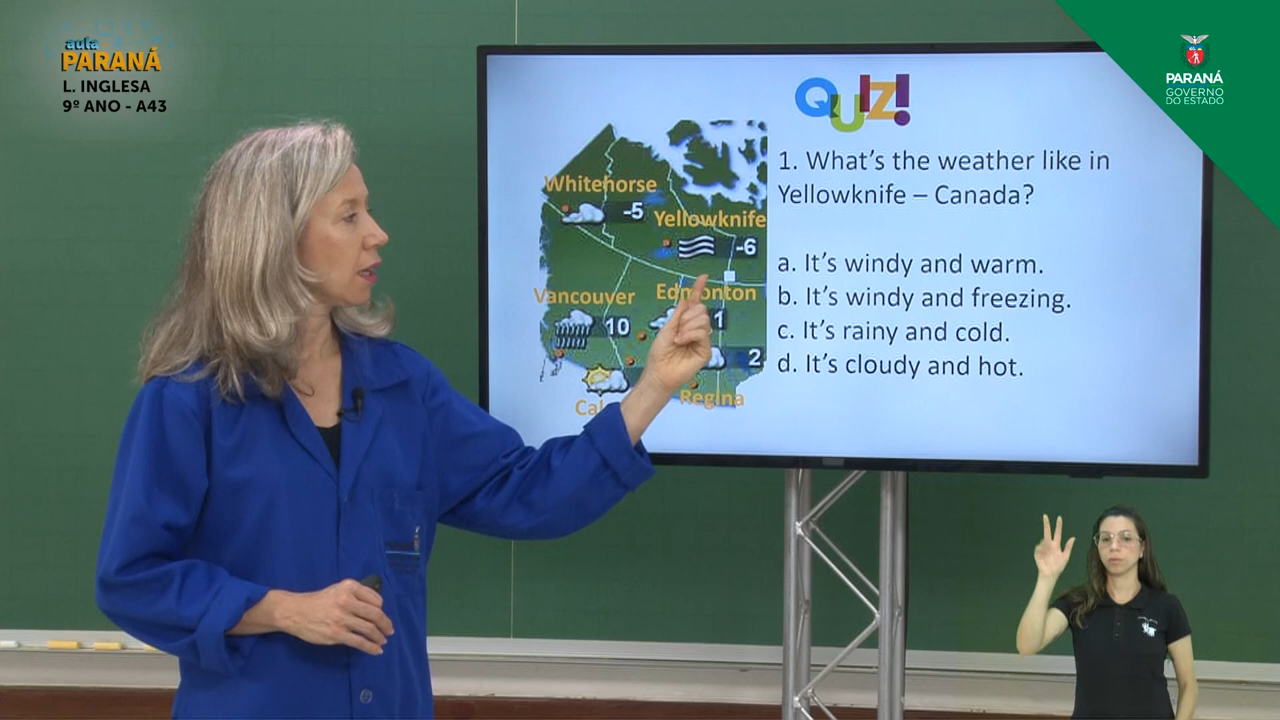 aula
PARANÁ
L. INGLESA
9º ANO - A43
PARANÁ
GOVERNO
DO ESTADO
QUIZ!
1. What's the weather like in
Yellowknife – Canada?
a. It's windy and warm.
b. It's windy and freezing.
c. It's rainy and cold.
d. It's cloudy and hot.
Whitehorse
-5
Yellowknife
-6
Vancouver
10
Edmonton
1
2
Cal
Regina